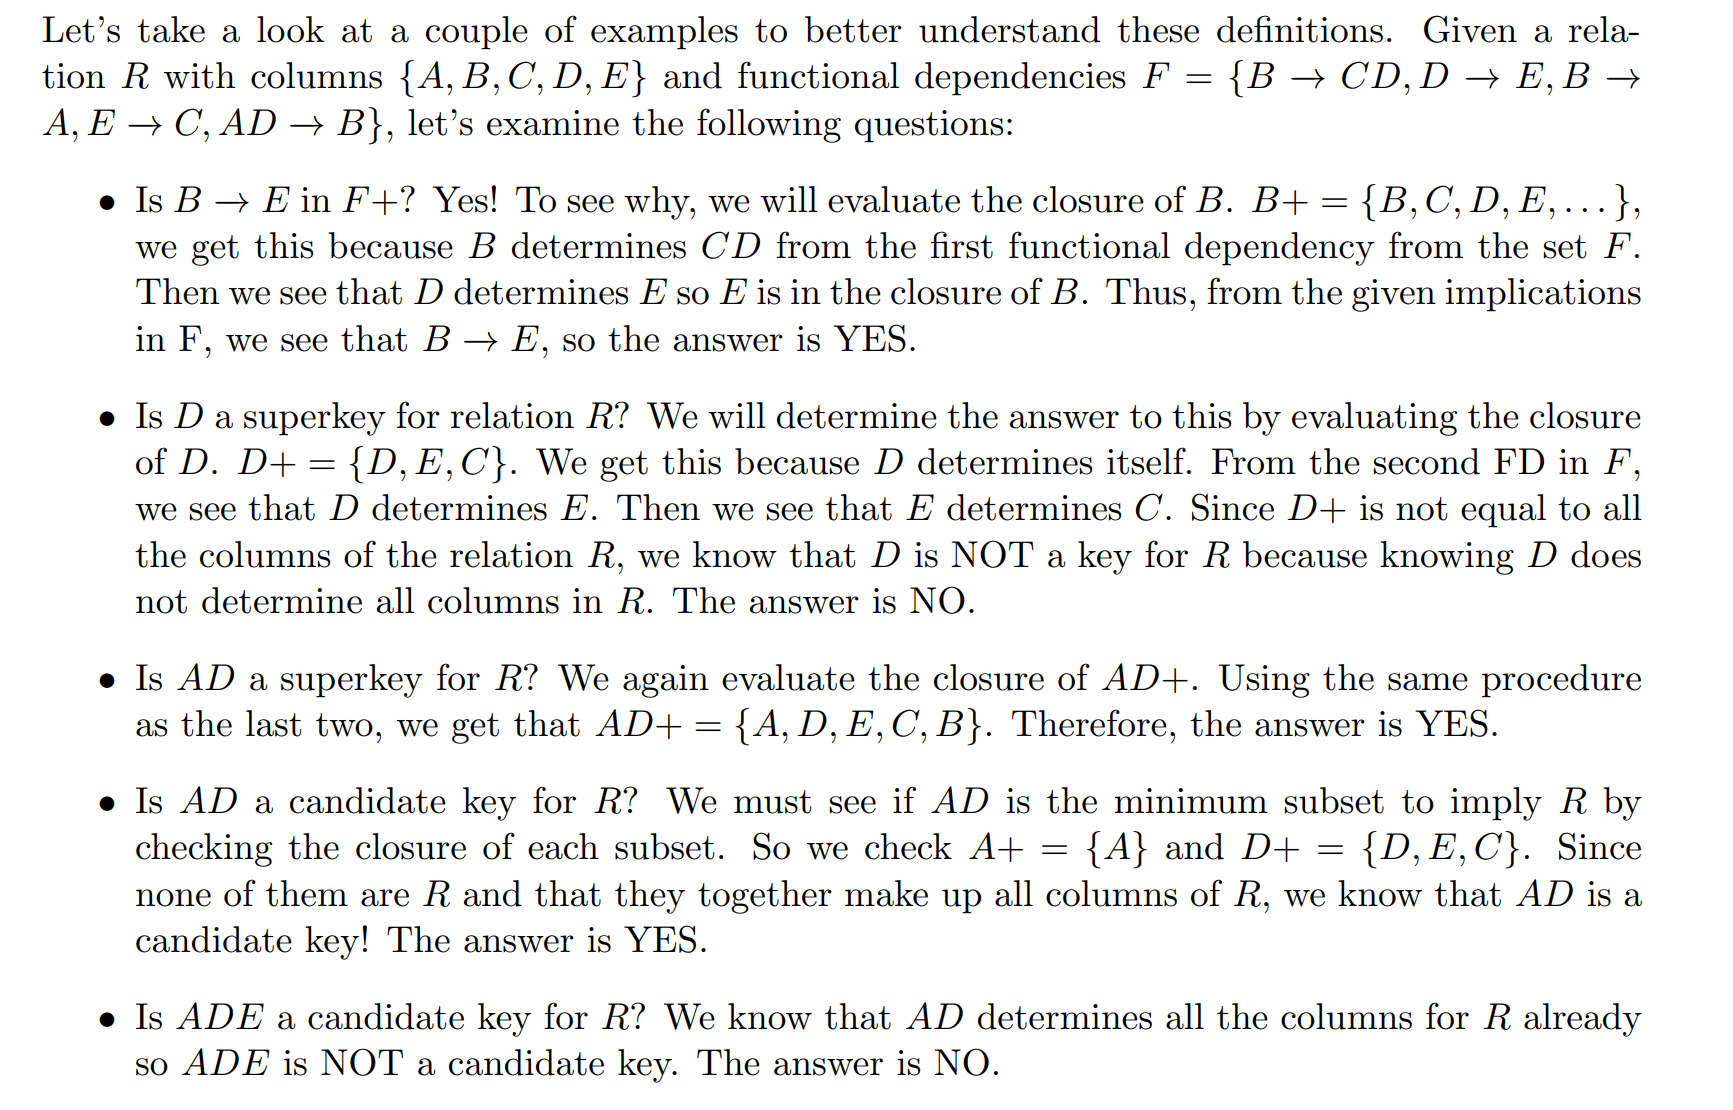 Let’s take a look at a couple of examples to better understand these definitions. Given a rela-
tion R with columns {A, B, C, D, E} and functional dependencies F = {B → CD, D → E, B →
A, E → C, AD → B}, let’s examine the following questions:
• Is B → E in F+? Yes! To see why, we will evaluate the closure of B. B+ = {B, C, D, E, . . . },
we get this because B determines CD from the first functional dependency from the set F.
Then we see that D determines E so E is in the closure of B. Thus, from the given implications
in F, we see that B → E, so the answer is YES.
• Is D a superkey for relation R? We will determine the answer to this by evaluating the closure
of D. D+ = {D, E, C}. We get this because D determines itself. From the second FD in F,
we see that D determines E. Then we see that E determines C. Since D+ is not equal to all
the columns of the relation R, we know that D is NOT a key for R because knowing D does
not determine all columns in R. The answer is NO.
• Is AD a superkey for R? We again evaluate the closure of AD+. Using the same procedure
as the last two, we get that AD+ = {A, D, E, C, B}. Therefore, the answer is YES.
• Is AD a candidate key for R? We must see if AD is the minimum subset to imply R by
checking the closure of each subset. So we check A+ = {A} and D+ = {D, E, C}. Since
none of them are R and that they together make up all columns of R, we know that AD is a
candidate key! The answer is YES.
• Is ADE a candidate key for R? We know that AD determines all the columns for R already
so ADE is NOT a candidate key. The answer is NO.